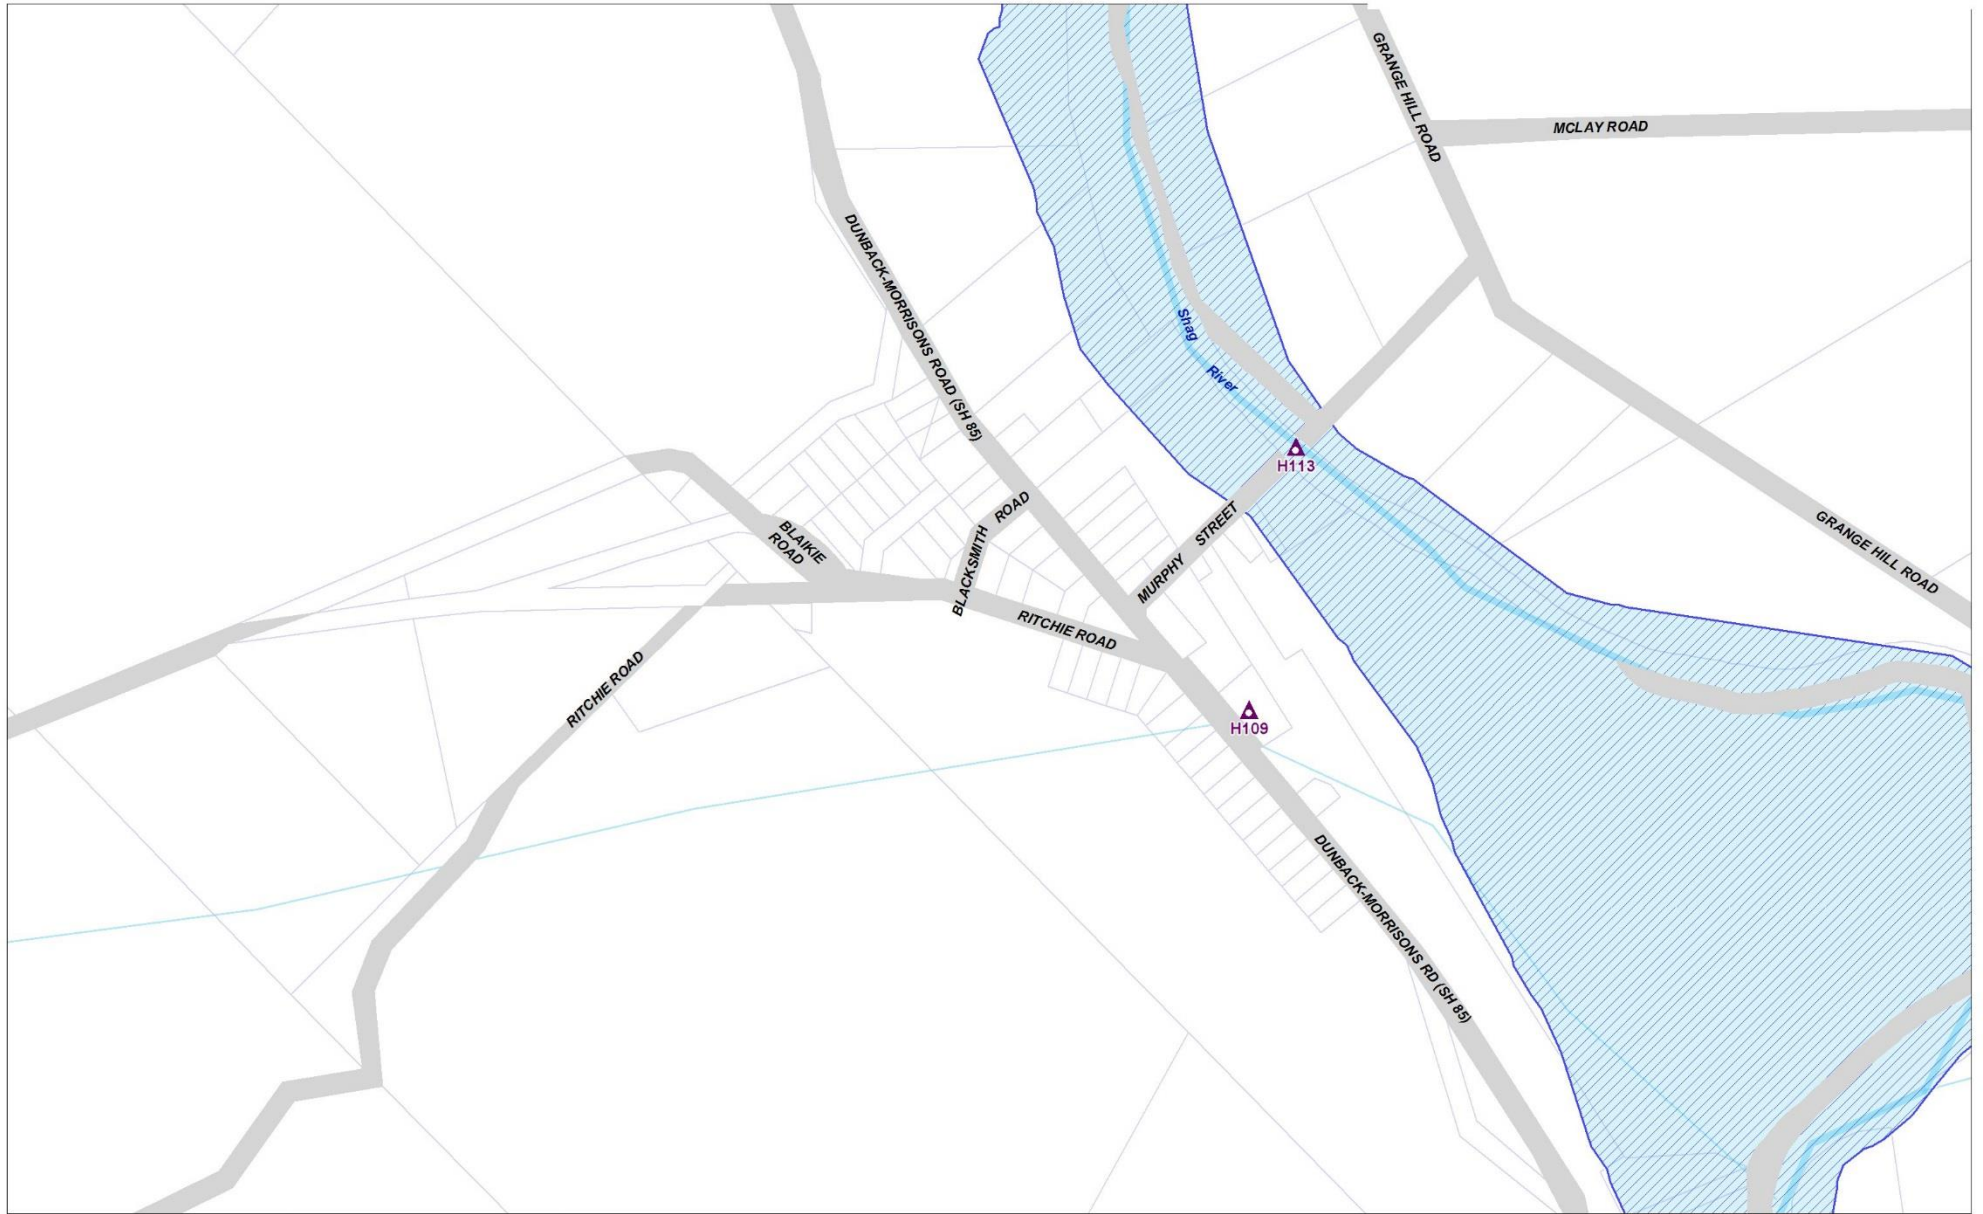 GRANGE HILL ROAD
MCLAY ROAD
DUNBACK-MORRISONS ROAD (SH 85)
Shag
River
H113
BLAIKIE
ROAD
BLACKSMITH ROAD
MURPHY STREET
GRANGE HILL ROAD
RITCHIE ROAD
RITCHIE ROAD
H109
DUNBACK-MORRISONS RD (SH 85)